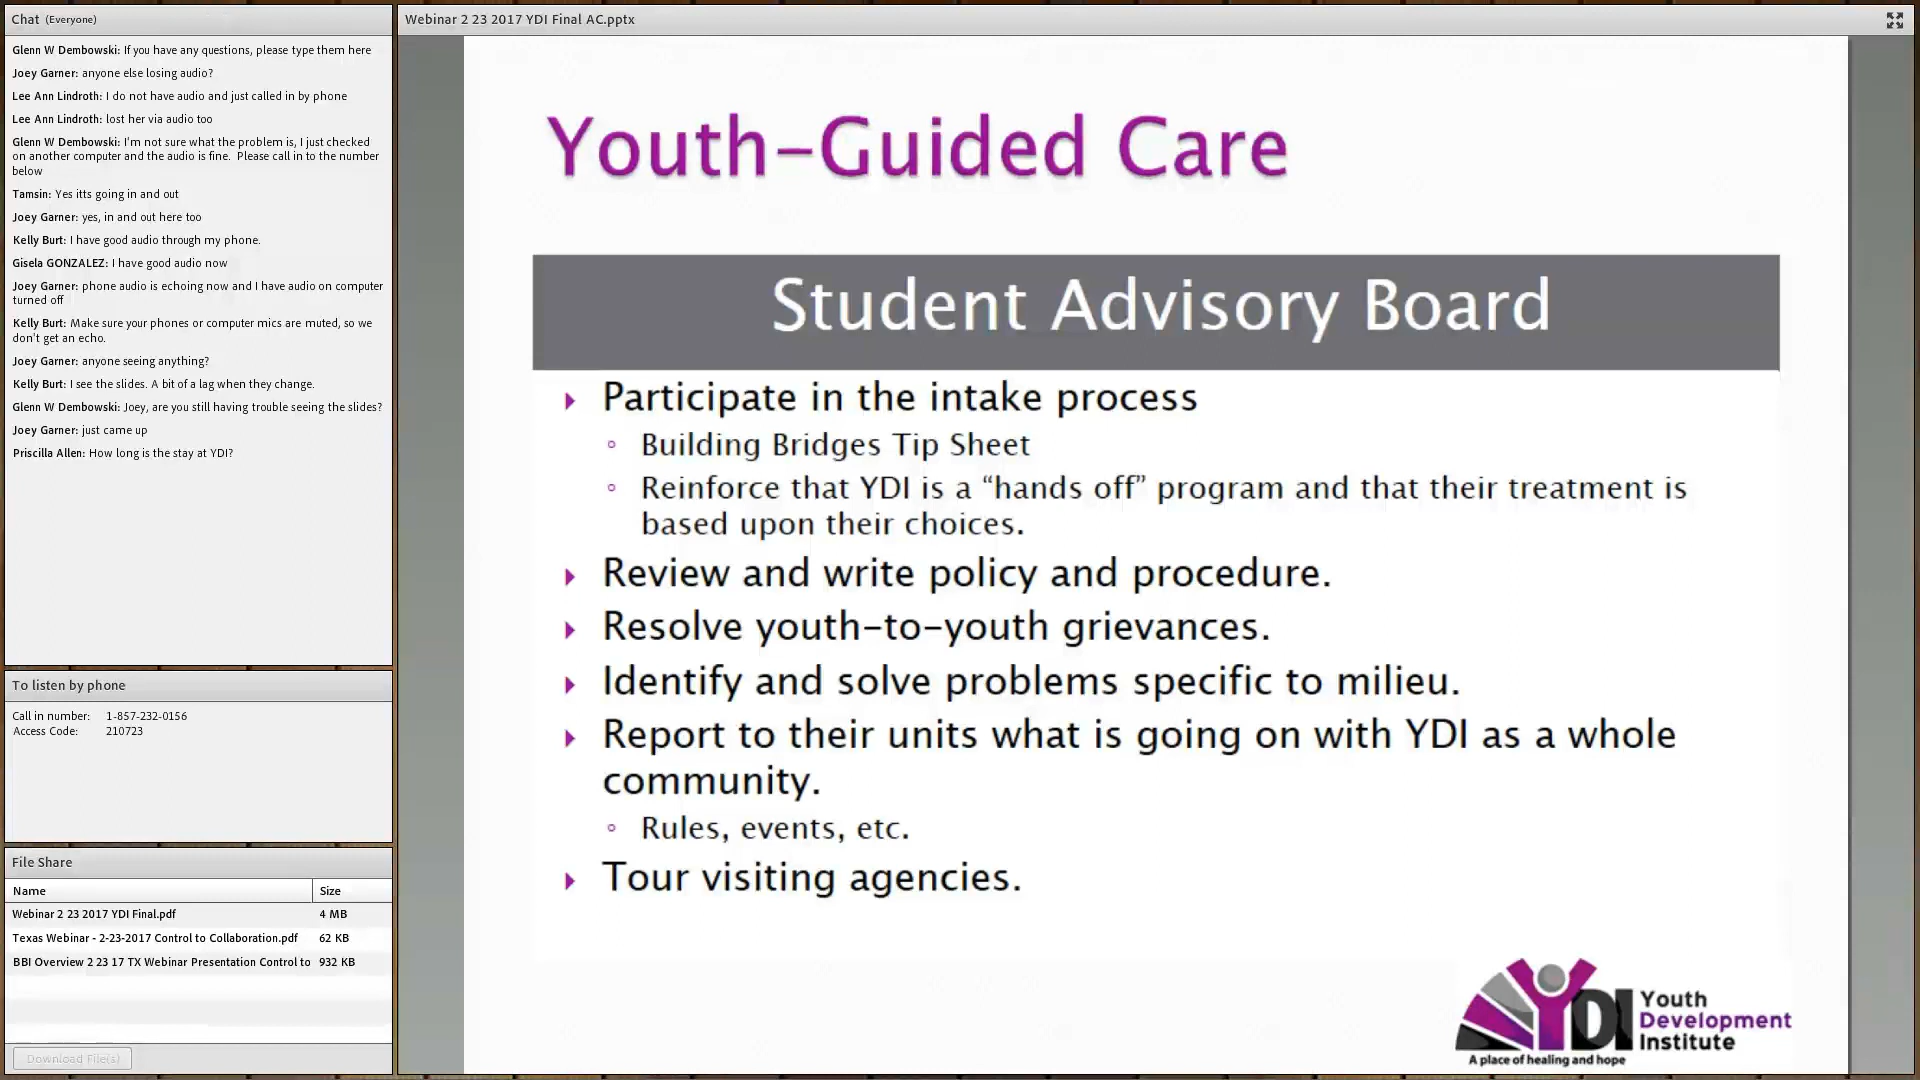 Chat (Everyone)
Glenn W Dembowski: If you have any questions, please type them here
Joey Garner: anyone else losing audio?
Lee Ann Lindroth: I do not have audio and just called in by phone
Lee Ann Lindroth: lost her via audio too
Glenn W Dembowski: I'm not sure what the problem is, I just checked
on another computer and the audio is fine. Please call in to the number
below
Tamsin: Yes itts going in and out
Joey Garner: yes, in and out here too
Kelly Burt: I have good audio through my phone.
Gisela GONZALEZ: I have good audio now
Joey Garner: phone audio is echoing now and I have audio on computer
turned off
Kelly Burt: Make sure your phones or computer mics are muted, so we
don't get an echo.
Joey Garner: anyone seeing anything?
Kelly Burt: I see the slides. A bit of a lag when they change.
Glenn W Dembowski: Joey, are you still having trouble seeing the slides?
Joey Garner: just came up
Priscilla Allen: How long is the stay at YDI?
To listen by phone
Call in number: 1-857-232-0156
Access Code: 210723
File Share
Name Size
Webinar 2 23 2017 YDI Final.pdf 4 MB
Texas Webinar - 2-23-2017 Control to Collaboration.pdf 62 KB
BBI Overview 2 23 17 TX Webinar Presentation Control to 932 KB
Download File(s)
Webinar 2 23 2017 YDI Final AC.pptx
Youth-Guided Care
Student Advisory Board
Participate in the intake process
Building Bridges Tip Sheet
Reinforce that YDI is a “hands off” program and that their treatment is
based upon their choices.
Review and write policy and procedure.
Resolve youth-to-youth grievances.
Identify and solve problems specific to milieu.
Report to their units what is going on with YDI as a whole
community.
Rules, events, etc.
Tour visiting agencies.
YDI
Youth
Development
Institute
A place of healing and hope